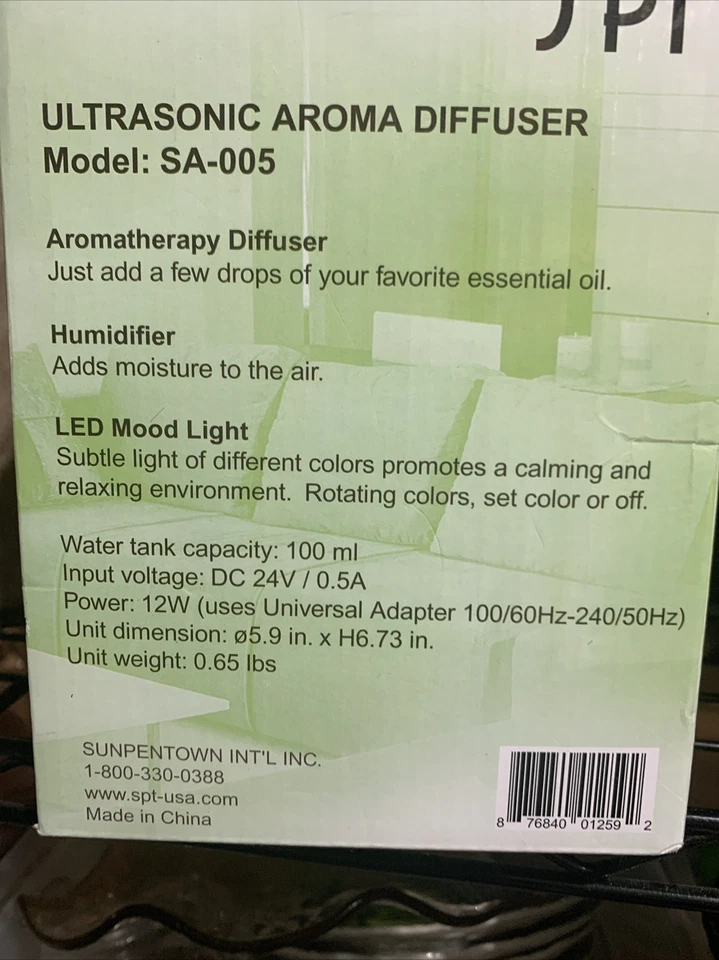 ULTRASONIC AROMA DIFFUSER
Model: SA-005
Aromatherapy Diffuser
Just add a few drops of your favorite essential oil.
Humidifier
Adds moisture to the air.
LED Mood Light
Subtle light of different colors promotes a calming and
relaxing environment.  Rotating colors, set color or off.
Water tank capacity: 100 ml
Input voltage: DC 24V / 0.5A
Power: 12W (uses Universal Adapter 100/60Hz-240/50Hz)
Unit dimension: ø5.9 in. x H6.73 in.
Unit weight: 0.65 lbs
SUNPENTOWN INT'L INC.
1-800-330-0388
www.spt-usa.com
Made in China
8 76840 01259 2